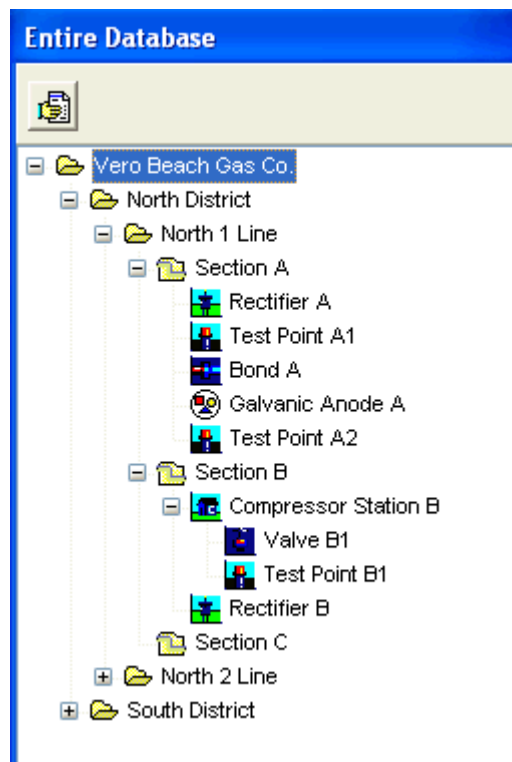 Entire Database
Vero Beach Gas Co.
North District
North 1 Line
Section A
Rectifier A
Test Point A1
Bond A
Galvanic Anode A
Test Point A2
Section B
Compressor Station B
Valve B1
Test Point B1
Rectifier B
Section C
North 2 Line
South District